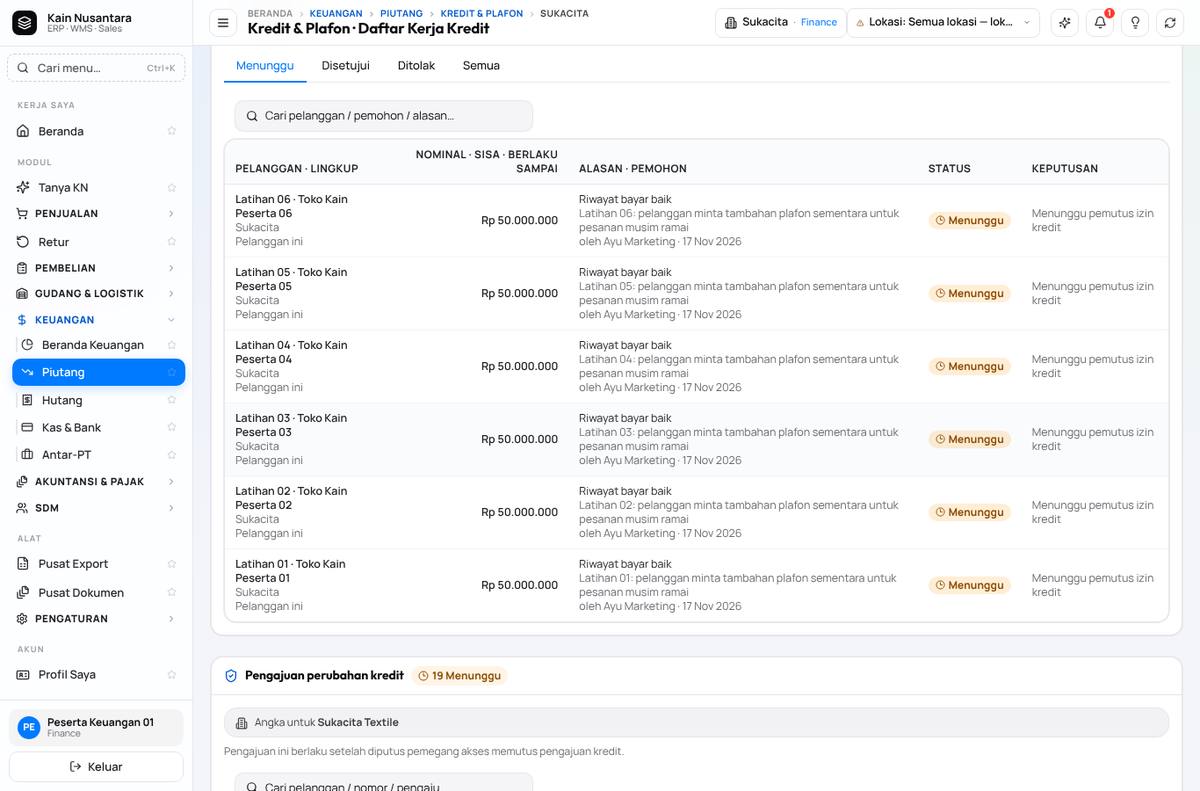 Kain Nusantara
ERP · WMS · Sales
Cari menu...
Ctrl+K
KERJA SAYA
Beranda
MODUL
Tanya KN
PENJUALAN
Retur
PEMBELIAN
GUDANG & LOGISTIK
KEUANGAN
Beranda Keuangan
Piutang
Hutang
Kas & Bank
Antar-PT
AKUNTANSI & PAJAK
SDM
ALAT
Pusat Export
Pusat Dokumen
PENGATURAN
AKUN
Profil Saya
PE
Peserta Keuangan 01
Finance
Keluar
BERANDA > KEUANGAN > PIUTANG > KREDIT & PLAFON > SUKACITA
Kredit & Plafon · Daftar Kerja Kredit
Sukacita · Finance
Lokasi: Semua lokasi — lok...
1
Menunggu Disetujui Ditolak Semua
Cari pelanggan / pemohon / alasan...
PELANGGAN · LINGKUP
NOMINAL · SISA · BERLAKU
SAMPAI
ALASAN · PEMOHON
STATUS
KEPUTUSAN
Latihan 06 · Toko Kain
Peserta 06
Sukacita
Pelanggan ini
Rp 50.000.000
Riwayat bayar baik
Latihan 06: pelanggan minta tambahan plafon sementara untuk
pesanan musim ramai
oleh Ayu Marketing · 17 Nov 2026
Menunggu
Menunggu pemutus izin
kredit
Latihan 05 · Toko Kain
Peserta 05
Sukacita
Pelanggan ini
Rp 50.000.000
Riwayat bayar baik
Latihan 05: pelanggan minta tambahan plafon sementara untuk
pesanan musim ramai
oleh Ayu Marketing · 17 Nov 2026
Menunggu
Menunggu pemutus izin
kredit
Latihan 04 · Toko Kain
Peserta 04
Sukacita
Pelanggan ini
Rp 50.000.000
Riwayat bayar baik
Latihan 04: pelanggan minta tambahan plafon sementara untuk
pesanan musim ramai
oleh Ayu Marketing · 17 Nov 2026
Menunggu
Menunggu pemutus izin
kredit
Latihan 03 · Toko Kain
Peserta 03
Sukacita
Pelanggan ini
Rp 50.000.000
Riwayat bayar baik
Latihan 03: pelanggan minta tambahan plafon sementara untuk
pesanan musim ramai
oleh Ayu Marketing · 17 Nov 2026
Menunggu
Menunggu pemutus izin
kredit
Latihan 02 · Toko Kain
Peserta 02
Sukacita
Pelanggan ini
Rp 50.000.000
Riwayat bayar baik
Latihan 02: pelanggan minta tambahan plafon sementara untuk
pesanan musim ramai
oleh Ayu Marketing · 17 Nov 2026
Menunggu
Menunggu pemutus izin
kredit
Latihan 01 · Toko Kain
Peserta 01
Sukacita
Pelanggan ini
Rp 50.000.000
Riwayat bayar baik
Latihan 01: pelanggan minta tambahan plafon sementara untuk
pesanan musim ramai
oleh Ayu Marketing · 17 Nov 2026
Menunggu
Menunggu pemutus izin
kredit
Pengajuan perubahan kredit
19 Menunggu
Angka untuk Sukacita Textile
Pengajuan ini berlaku setelah diputus pemegang akses memutus pengajuan kredit.
Cari pelanggan / nomor / pengaju